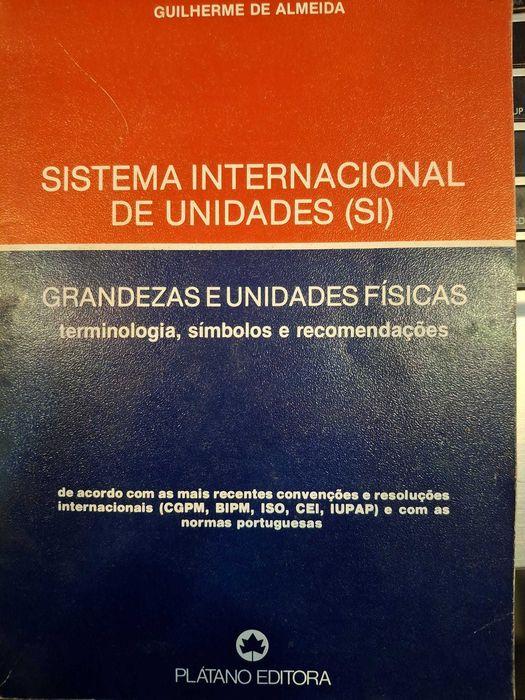 GUILHERME DE ALMEIDA
SISTEMA INTERNACIONAL
DE UNIDADES (SI)
GRANDEZAS E UNIDADES FÍSICAS
terminologia, símbolos e recomendações
de acordo com as mais recentes convenções e resoluções
internacionais (CGPM, BIPM, ISO, CEI, IUPAP) e com as
normas portuguesas
PLÁTANO EDITORA